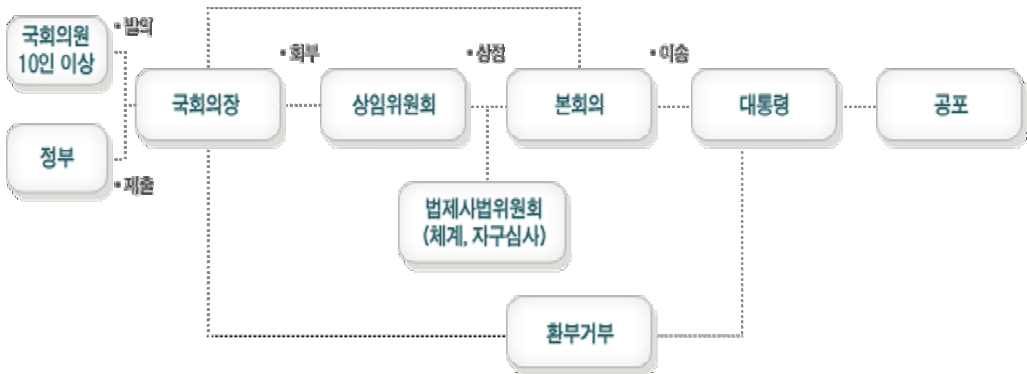 국회의원
10인 이상
• 발의
• 회부
• 상정
• 이송
국회의장
상임위원회
본회의
대통령
공포
정부
• 제출
법제사법위원회
(체계, 자구심사)
환부거부